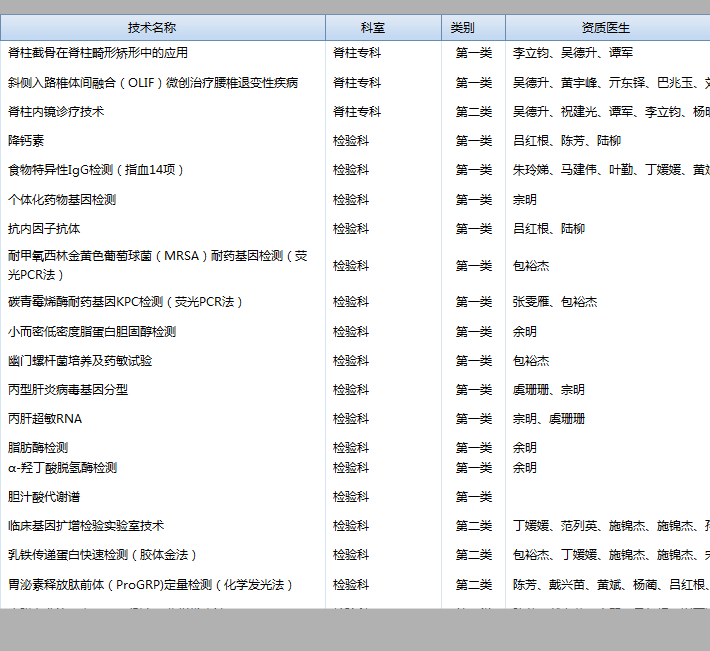 技术名称 科室 类别 资质医生
脊柱截骨在脊柱畸形矫形中的应用 脊柱专科 第一类 李立钧、吴德升、谭军
斜侧入路椎体间融合（OLIF）微创治疗腰椎退变性疾病 脊柱专科 第一类 吴德升、黄宇峰、亓东铎、巴兆玉、
脊柱内镜诊疗技术 脊柱专科 第二类 吴德升、祝建光、谭军、李立钧、杨
降钙素 检验科 第一类 吕红根、陈芳、陆柳
食物特异性IgG检测（指血14项） 检验科 第一类 朱玲娣、马建伟、叶勤、丁媛媛、黄
个体化药物基因检测 检验科 第一类 宗明
抗内因子抗体 检验科 第一类 吕红根、陆柳
耐甲氧西林金黄色葡萄球菌（MRSA）耐药基因检测（荧
光PCR法） 检验科 第一类 包裕杰
碳青霉烯酶耐药基因KPC检测（荧光PCR法） 检验科 第一类 张雯雁、包裕杰
小而密低密度脂蛋白胆固醇检测 检验科 第一类 余明
幽门螺杆菌培养及药敏试验 检验科 第一类 包裕杰
丙型肝炎病毒基因分型 检验科 第一类 虞珊珊、宗明
丙肝超敏RNA 检验科 第一类 宗明、虞珊珊
脂肪酶检测 检验科 第一类 余明
α-羟丁酸脱氢酶检测 检验科 第一类 余明
胆汁酸代谢谱 检验科 第一类
临床基因扩增检验实验室技术 检验科 第二类 丁媛媛、范列英、施锦杰、施锦杰、
乳铁传递蛋白快速检测（胶体金法） 检验科 第二类 包裕杰、丁媛媛、施锦杰、施锦杰、
胃泌素释放肽前体（ProGRP)定量检测（化学发光法） 检验科 第二类 陈芳、戴兴苗、黄斌、杨蔺、吕红根、